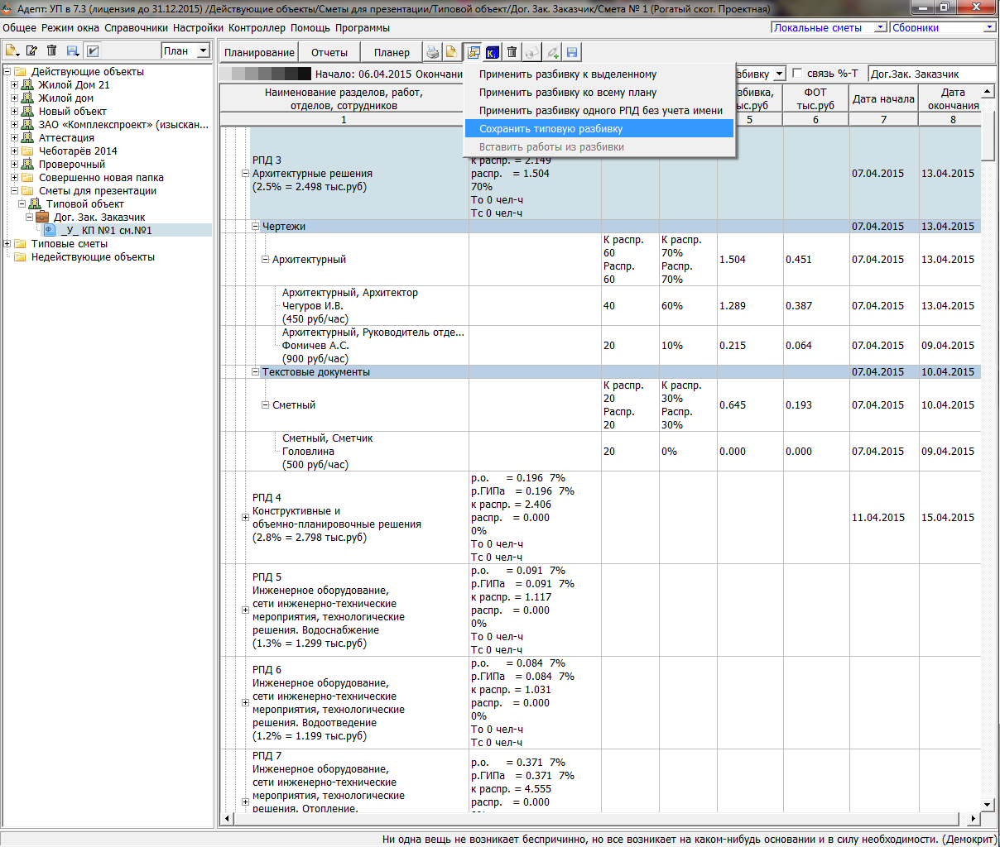 Адепт: УП в 7.3 (лицензия до 31.12.2015) /Действующие объекты/Сметы для презентации/Типовой объект/Дог. Зак. Заказчик/Смета № 1 (Рогатый скот. Проектная)
Общее Режим окна Справочники Настройки Контроллер Помощь Программы
Локальные сметы Сборники
План
Планирование Отчеты Планер
Действующие объекты
Жилой Дом 21
Жилой дом
Новый объект
ЗАО «Комплекспроект» (изыскан...
Аттестация
Чеботарёв 2014
Проверочный
Совершенно новая папка
Сметы для презентации
Типовой объект
Дог. Зак. Заказчик
_У_ КП №1 см.№1
Типовые сметы
Недействующие объекты
Начало: 06.04.2015 Окончани
Применить разбивку к выделенному
Применить разбивку ко всему плану
Применить разбивку одного РПД без учета имени
Сохранить типовую разбивку
Вставить работы из разбивки
збивку связь %-Т Дог.Зак. Заказчик
Наименование разделов, работ,
отделов, сотрудников
збивка,
ыс.руб
ФОТ
тыс.руб
Дата начала
Дата
окончания
1 5 6 7 8
РПД 3
Архитектурные решения
(2.5% = 2.498 тыс.руб)
к распр. = 2.149
распр. = 1.504
70%
То 0 чел-ч
Тс 0 чел-ч
07.04.2015 13.04.2015
Чертежи 07.04.2015 13.04.2015
Архитектурный
К распр.
60
Распр.
60
К распр.
70%
Распр.
70%
1.504 0.451 07.04.2015 13.04.2015
Архитектурный, Архитектор
Чегуров И.В.
(450 руб/час)
40 60% 1.289 0.387 07.04.2015 13.04.2015
Архитектурный, Руководитель отде...
Фомичев А.С.
(900 руб/час)
20 10% 0.215 0.064 07.04.2015 09.04.2015
Текстовые документы 07.04.2015 10.04.2015
Сметный
К распр.
20
Распр.
20
К распр.
30%
Распр.
30%
0.645 0.193 07.04.2015 10.04.2015
Сметный, Сметчик
Головлина
(500 руб/час)
20 0% 0.000 0.000 07.04.2015 09.04.2015
РПД 4
Конструктивные и
объемно-планировочные решения
(2.8% = 2.798 тыс.руб)
р.о. = 0.196 7%
р.ГИПа = 0.196 7%
к распр. = 2.406
распр. = 0.000
0%
То 0 чел-ч
Тс 0 чел-ч
11.04.2015 15.04.2015
РПД 5
Инженерное оборудование,
сети инженерно-технические
мероприятия, технологические
решения. Водоснабжение
(1.3% = 1.299 тыс.руб)
р.о. = 0.091 7%
р.ГИПа = 0.091 7%
к распр. = 1.117
распр. = 0.000
0%
То 0 чел-ч
Тс 0 чел-ч
РПД 6
Инженерное оборудование,
сети инженерно-технические
мероприятия, технологические
решения. Водоотведение
(1.2% = 1.199 тыс.руб)
р.о. = 0.084 7%
р.ГИПа = 0.084 7%
к распр. = 1.031
распр. = 0.000
0%
То 0 чел-ч
Тс 0 чел-ч
РПД 7
Инженерное оборудование,
сети инженерно-технические
мероприятия, технологические
решения. Отопление,
р.о. = 0.371 7%
р.ГИПа = 0.371 7%
к распр. = 4.555
распр. = 0.000
Ни одна вещь не возникает беспричинно, но все возникает на каком-нибудь основании и в силу необходимости. (Демокрит)